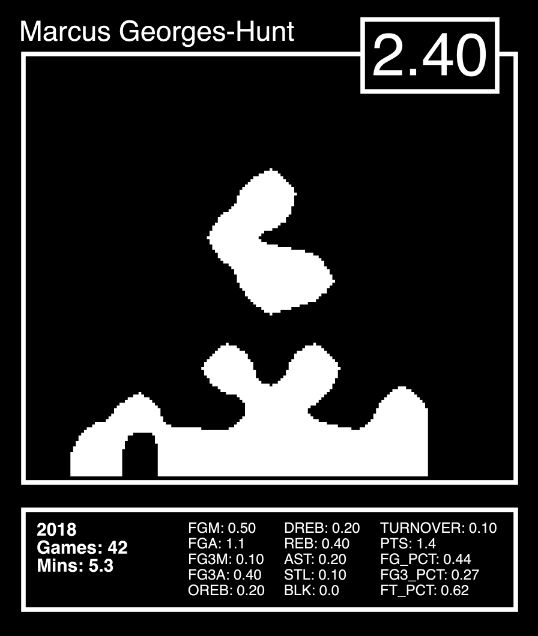 Marcus Georges-Hunt
2.40
2018
Games: 42
Mins: 5.3
FGM: 0.50
FGA: 1.1
FG3M: 0.10
FG3A: 0.40
OREB: 0.20
DREB: 0.20
REB: 0.40
AST: 0.20
STL: 0.10
BLK: 0.0
TURNOVER: 0.10
PTS: 1.4
FG_PCT: 0.44
FG3_PCT: 0.27
FT_PCT: 0.62